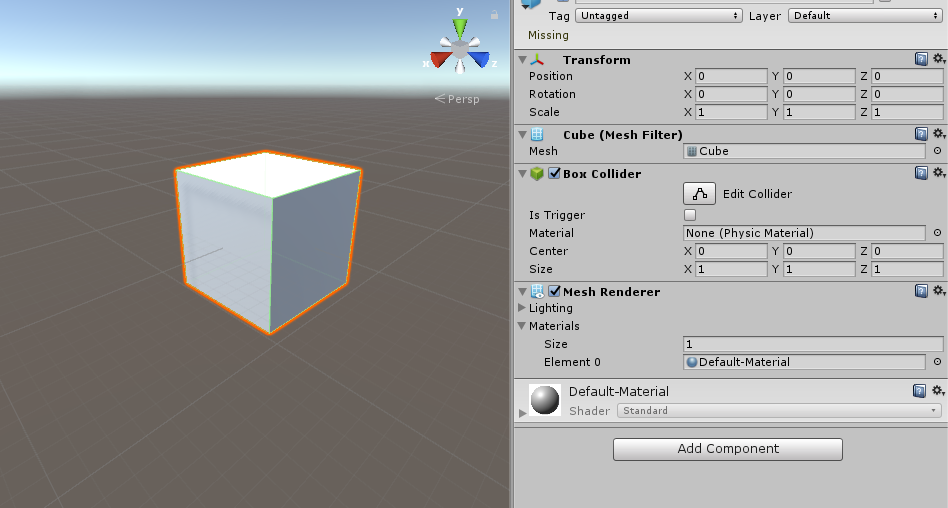 y
x
z
Persp
Tag Untagged Layer Default
Missing
Transform
Position X 0 Y 0 Z 0
Rotation X 0 Y 0 Z 0
Scale X 1 Y 1 Z 1
Cube (Mesh Filter)
Mesh Cube
Box Collider
Edit Collider
Is Trigger
Material None (Physic Material)
Center X 0 Y 0 Z 0
Size X 1 Y 1 Z 1
Mesh Renderer
Lighting
Materials
Size 1
Element 0 Default-Material
Default-Material
Shader Standard
Add Component